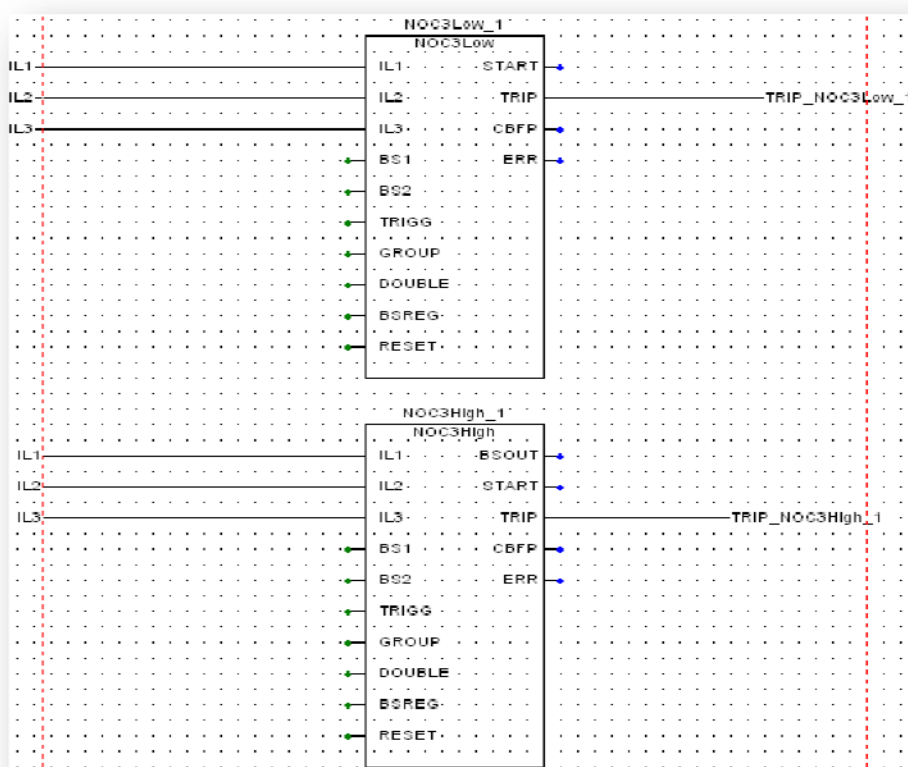 NOC3Low_1
NOC3Low
IL1 IL1 START
IL2 IL2 TRIP TRIP_NOC3Low_1
IL3 IL3 CBFP
BS1 ERR
BS2
TRIGG
GROUP
DOUBLE
BSREG
RESET
NOC3High_1
NOC3High
IL1 IL1 BSOUT
IL2 IL2 START
IL3 IL3 TRIP TRIP_NOC3High_1
BS1 CBFP
BS2 ERR
TRIGG
GROUP
DOUBLE
BSREG
RESET